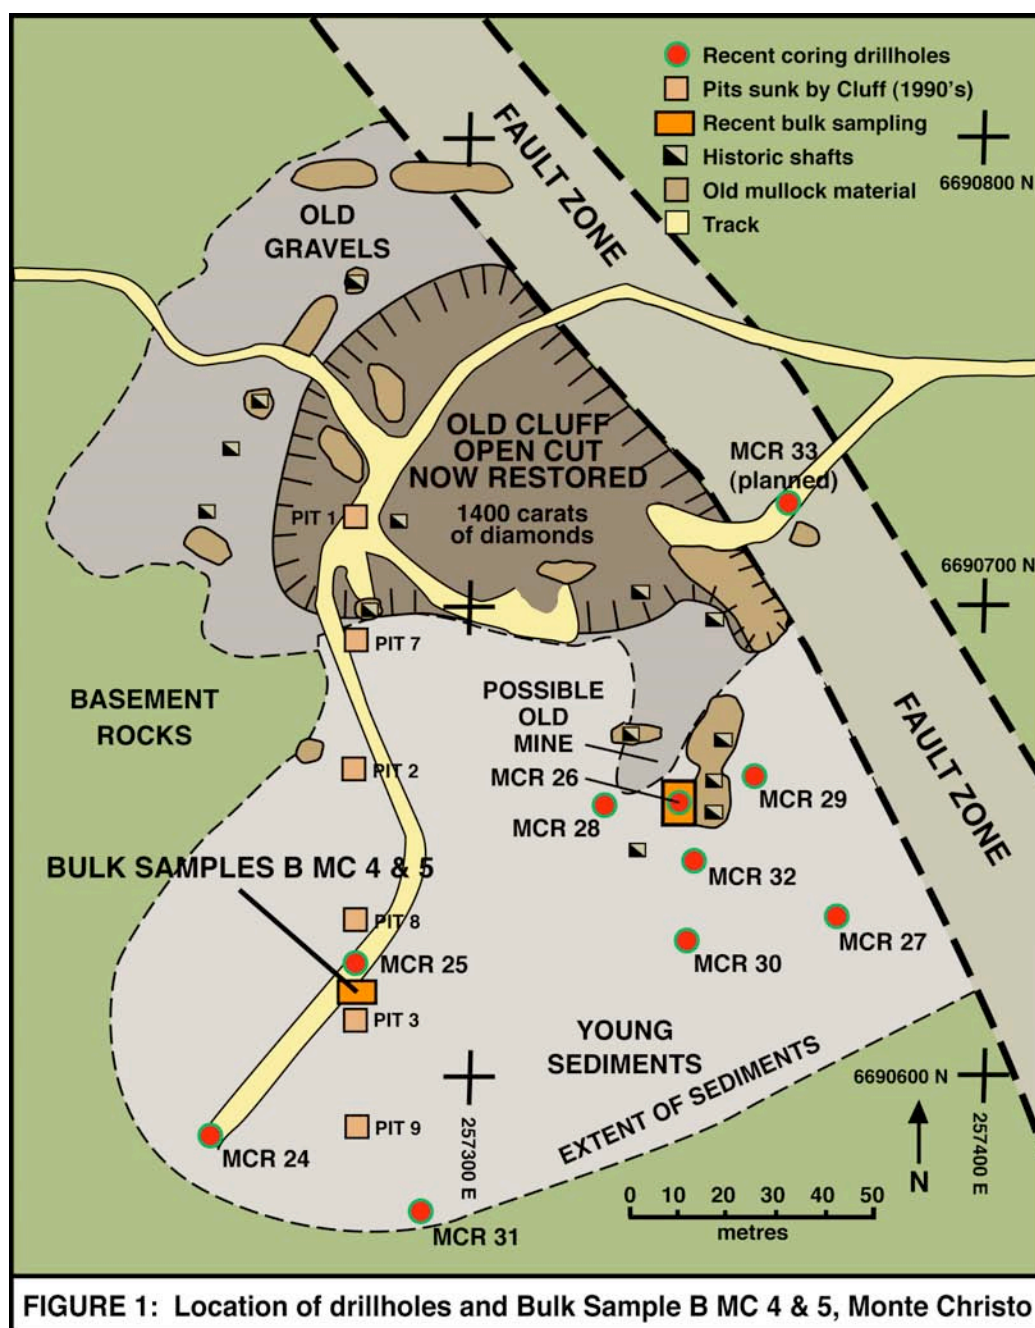 Recent coring drillholes
Pits sunk by Cluff (1990's)
Recent bulk sampling
Historic shafts
Old mullock material
Track
6690800 N
FAULT ZONE
OLD
GRAVELS
OLD CLUFF
OPEN CUT
NOW RESTORED
1400 carats
of diamonds
MCR 33
(planned)
PIT 1
6690700 N
PIT 7
BASEMENT
ROCKS
POSSIBLE
OLD
MINE
FAULT ZONE
PIT 2
MCR 26
MCR 29
MCR 28
BULK SAMPLES B MC 4 & 5
MCR 32
PIT 8
MCR 27
MCR 25
MCR 30
PIT 3
YOUNG
SEDIMENTS
EXTENT OF SEDIMENTS
6690600 N
257300 E
257400 E
PIT 9
MCR 24
N
0 10 20 30 40 50
metres
MCR 31
FIGURE 1: Location of drillholes and Bulk Sample B MC 4 & 5, Monte Christo